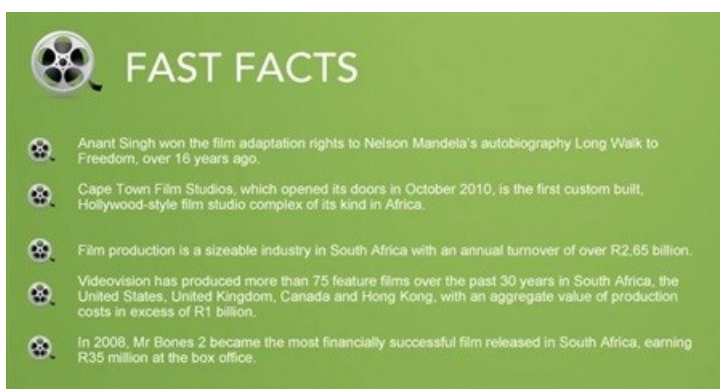 FAST FACTS
Anant Singh won the film adaptation rights to Nelson Mandela's autobiography Long Walk to
Freedom, over 16 years ago.
Cape Town Film Studios, which opened its doors in October 2010, is the first custom built,
Hollywood-style film studio complex of its kind in Africa.
Film production is a sizeable industry in South Africa with an annual turnover of over R2,65 billion.
Videovision has produced more than 75 feature films over the past 30 years in South Africa, the
United States, United Kingdom, Canada and Hong Kong, with an aggregate value of production
costs in excess of R1 billion.
In 2008, Mr Bones 2 became the most financially successful film released in South Africa, earning
R35 million at the box office.